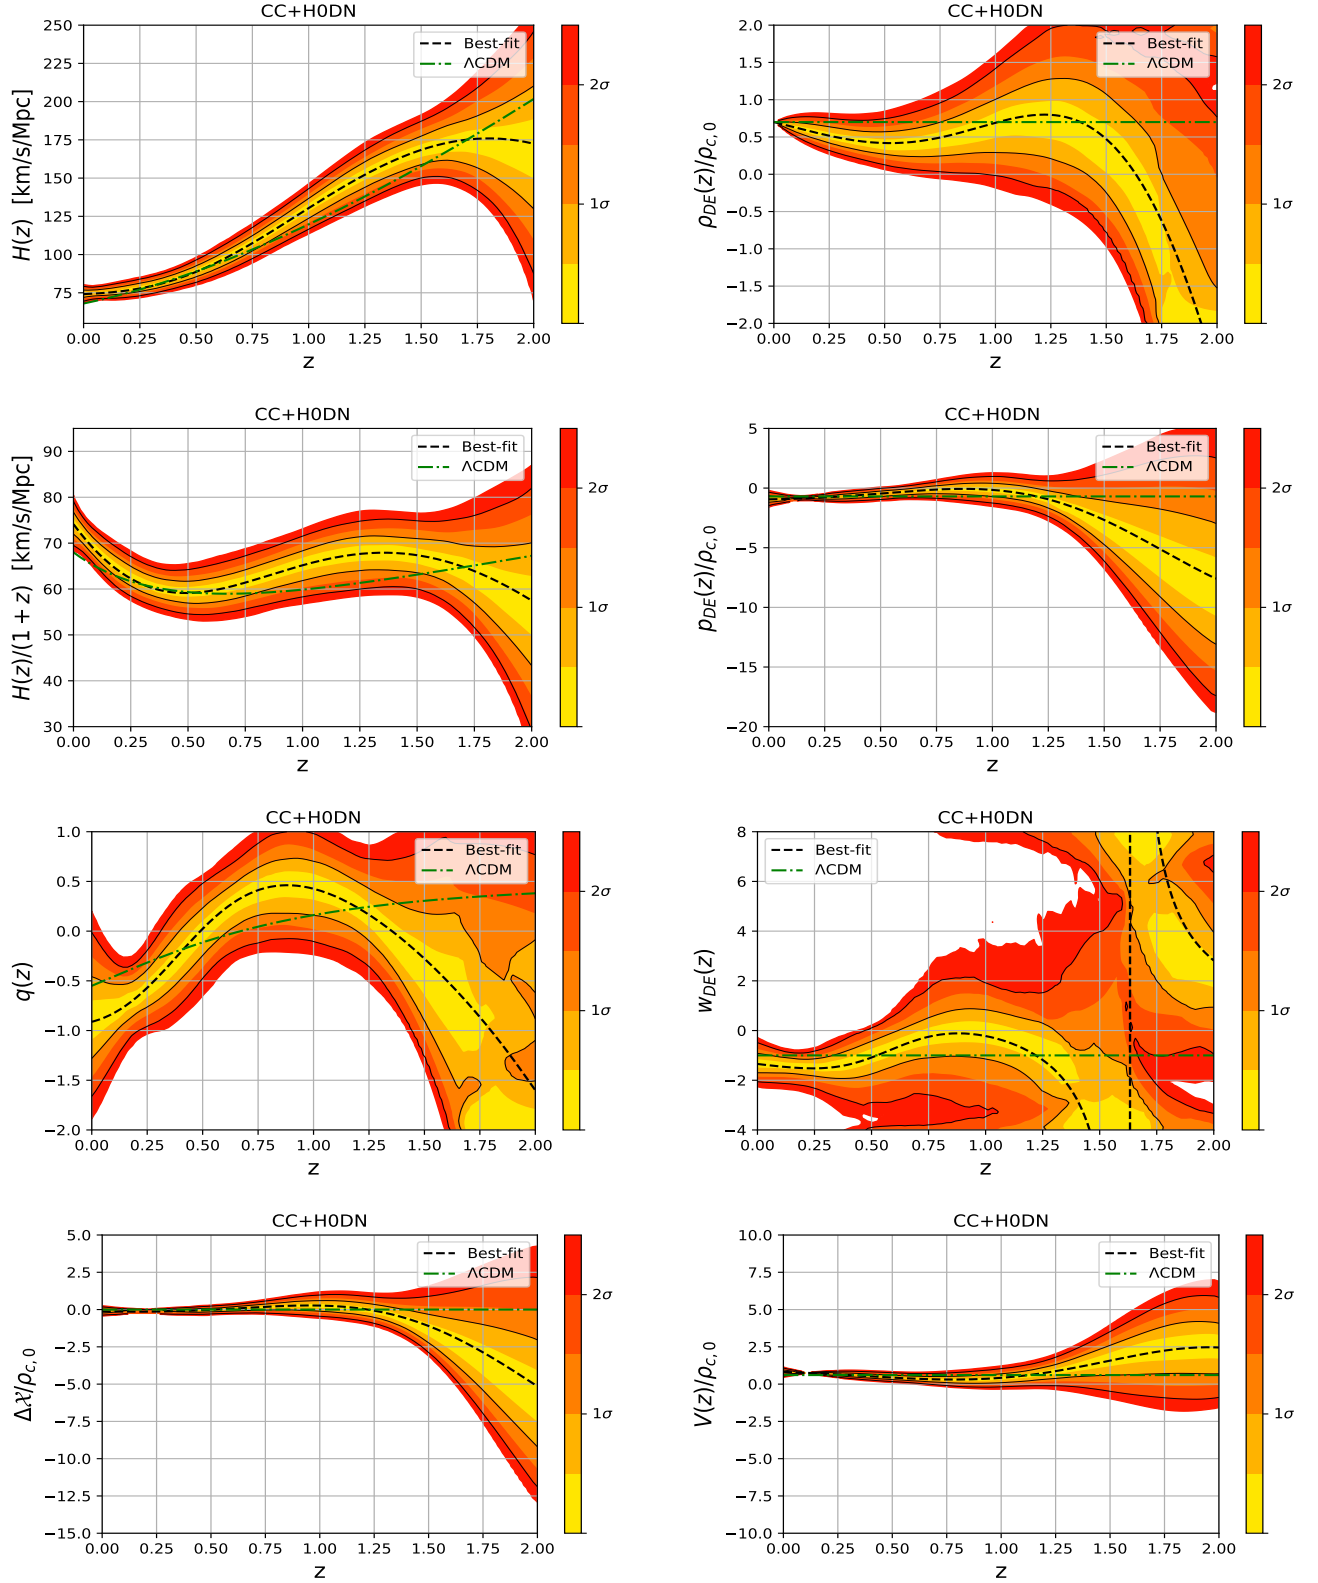 CC+H0DN
250
225
200
175
150
125
100
75
H(z) [km/s/Mpc]
Best-fit
ΛCDM
2σ
1σ
0.00 0.25 0.50 0.75 1.00 1.25 1.50 1.75 2.00
z
CC+H0DN
2.0
1.5
1.0
0.5
0.0
−0.5
−1.0
−1.5
−2.0
ρDE(z)/ρc,0
Best-fit
ΛCDM
2σ
1σ
0.00 0.25 0.50 0.75 1.00 1.25 1.50 1.75 2.00
z
CC+H0DN
90
80
70
60
50
40
30
H(z)/(1 + z) [km/s/Mpc]
Best-fit
ΛCDM
2σ
1σ
0.00 0.25 0.50 0.75 1.00 1.25 1.50 1.75 2.00
z
CC+H0DN
5
0
−5
−10
−15
−20
pDE(z)/ρc,0
Best-fit
ΛCDM
2σ
1σ
0.00 0.25 0.50 0.75 1.00 1.25 1.50 1.75 2.00
z
CC+H0DN
1.0
0.5
0.0
−0.5
−1.0
−1.5
−2.0
q(z)
Best-fit
ΛCDM
2σ
1σ
0.00 0.25 0.50 0.75 1.00 1.25 1.50 1.75 2.00
z
CC+H0DN
8
6
4
2
0
−2
−4
wDE(z)
Best-fit
ΛCDM
2σ
1σ
0.00 0.25 0.50 0.75 1.00 1.25 1.50 1.75 2.00
z
CC+H0DN
5.0
2.5
0.0
−2.5
−5.0
−7.5
−10.0
−12.5
−15.0
Δ𝒳/ρc,0
Best-fit
ΛCDM
2σ
1σ
0.00 0.25 0.50 0.75 1.00 1.25 1.50 1.75 2.00
z
CC+H0DN
10.0
7.5
5.0
2.5
0.0
−2.5
−5.0
−7.5
−10.0
V(z)/ρc,0
Best-fit
ΛCDM
2σ
1σ
0.00 0.25 0.50 0.75 1.00 1.25 1.50 1.75 2.00
z